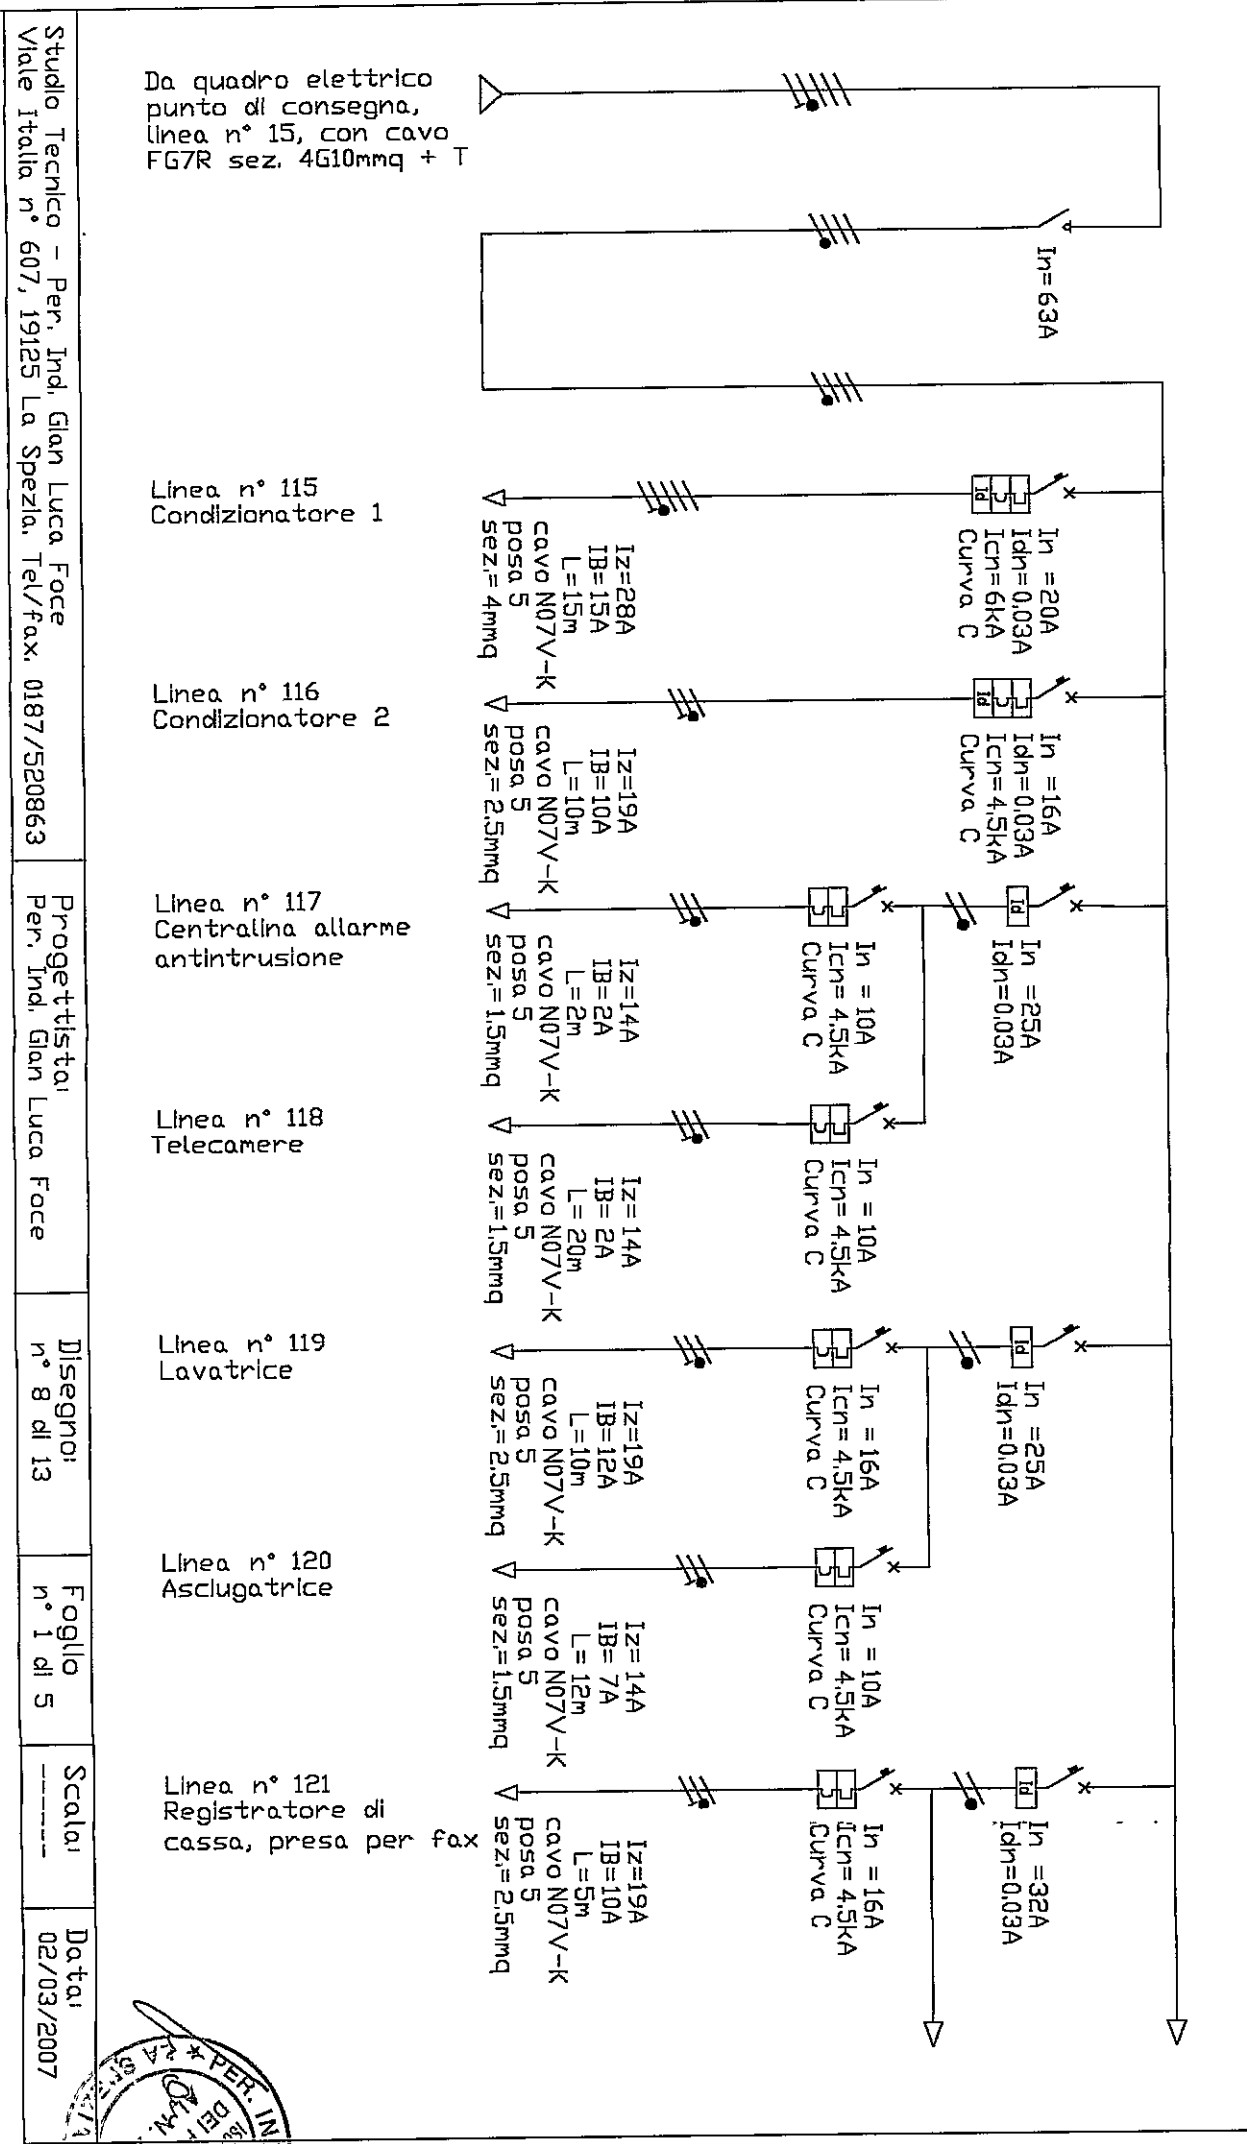 Da quadro elettrico
punto di consegna,
linea n° 15, con cavo
FG7R sez. 4G10mmq + T
In= 63A
Linea n° 115
Condizionatore 1
In =20A
Idn=0,03A
Icn=6kA
Curva C
Id
Iz=28A
IB=15A
L=15m
cavo N07V-K
posa 5
sez.= 4mmq
Linea n° 116
Condizionatore 2
In =16A
Idn=0,03A
Icn=4,5kA
Curva C
Id
Iz=19A
IB=10A
L=10m
cavo N07V-K
posa 5
sez.= 2,5mmq
Linea n° 117
Centralina allarme
antintrusione
In =25A
Idn=0,03A
Id
In = 10A
Icn= 4,5kA
Curva C
Iz=14A
IB=2A
L=2m
cavo N07V-K
posa 5
sez.=1,5mmq
Linea n° 118
Telecamere
In = 10A
Icn= 4,5kA
Curva C
Iz=14A
IB= 2A
L= 20m
cavo N07V-K
posa 5
sez.=1,5mmq
Linea n° 119
Lavatrice
In =25A
Idn=0,03A
Id
In = 16A
Icn= 4,5kA
Curva C
Iz=19A
IB=12A
L=10m
cavo N07V-K
posa 5
sez.= 2,5mmq
Linea n° 120
Asciugatrice
In = 10A
Icn= 4,5kA
Curva C
Iz= 14A
IB= 7A
L= 12m
cavo N07V-K
posa 5
sez.=1,5mmq
Linea n° 121
Registratore di
cassa, presa per fax
In =32A
Idn=0,03A
Id
In = 16A
Icn= 4,5kA
Curva C
Iz=19A
IB=10A
L=5m
cavo N07V-K
posa 5
sez.= 2,5mmq
Studio Tecnico - Per. Ind. Gian Luca Foce
Viale Italia n° 607, 19125 La Spezia. Tel/fax. 0187/520863
Progettista:
Per. Ind. Gian Luca Foce
Disegno:
n° 8 di 13
Foglio
n° 1 di 5
Scala:
------
Data:
02/03/2007
PER. IN
DEI